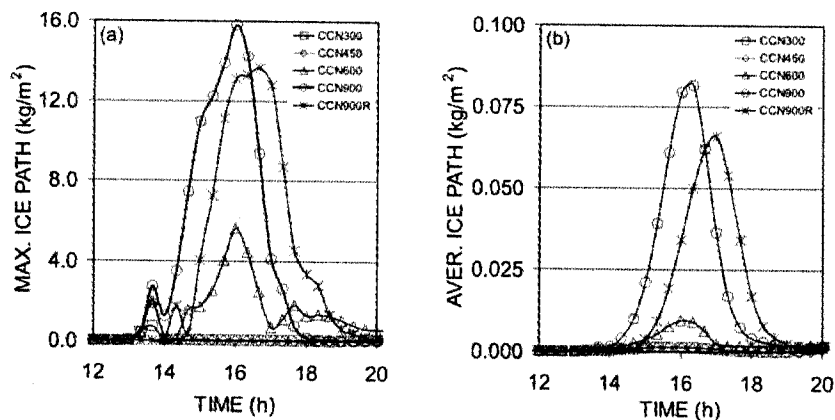 (a)
CCN300
CCN450
CCN600
CCN900
CCN900R
16.0
12.0
8.0
4.0
0.0
MAX. ICE PATH (kg/m²)
12 14 16 18 20
TIME (h)
(b)
CCN300
CCN450
CCN600
CCN900
CCN900R
0.100
0.075
0.050
0.025
0.000
AVER. ICE PATH (kg/m²)
12 14 16 18 20
TIME (h)